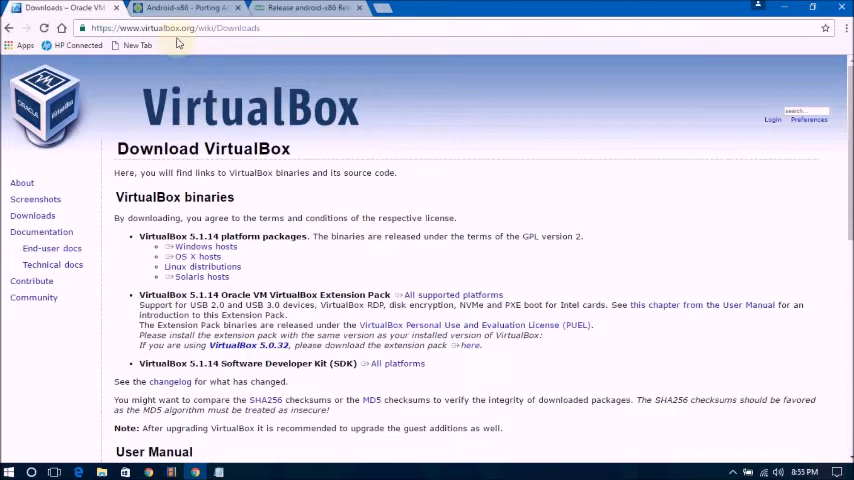 Downloads – Oracle VM
Android-x86 - Porting A
Release android-x86 Rel
https://www.virtualbox.org/wiki/Downloads
Apps
HP Connected
New Tab
VirtualBox
search...
Login
Preferences
Download VirtualBox
Here, you will find links to VirtualBox binaries and its source code.
About
Screenshots
Downloads
Documentation
End-user docs
Technical docs
Contribute
Community
VirtualBox binaries
By downloading, you agree to the terms and conditions of the respective license.
• VirtualBox 5.1.14 platform packages. The binaries are released under the terms of the GPL version 2.
Windows hosts
OS X hosts
Linux distributions
Solaris hosts
• VirtualBox 5.1.14 Oracle VM VirtualBox Extension Pack All supported platforms
Support for USB 2.0 and USB 3.0 devices, VirtualBox RDP, disk encryption, NVMe and PXE boot for Intel cards. See this chapter from the User Manual for an
introduction to this Extension Pack.
The Extension Pack binaries are released under the VirtualBox Personal Use and Evaluation License (PUEL).
Please install the extension pack with the same version as your installed version of VirtualBox:
If you are using VirtualBox 5.0.32, please download the extension pack here.
• VirtualBox 5.1.14 Software Developer Kit (SDK) All platforms
See the changelog for what has changed.
You might want to compare the SHA256 checksums or the MD5 checksums to verify the integrity of downloaded packages. The SHA256 checksums should be favored
as the MD5 algorithm must be treated as insecure!
Note: After upgrading VirtualBox it is recommended to upgrade the guest additions as well.
User Manual
8:55 PM